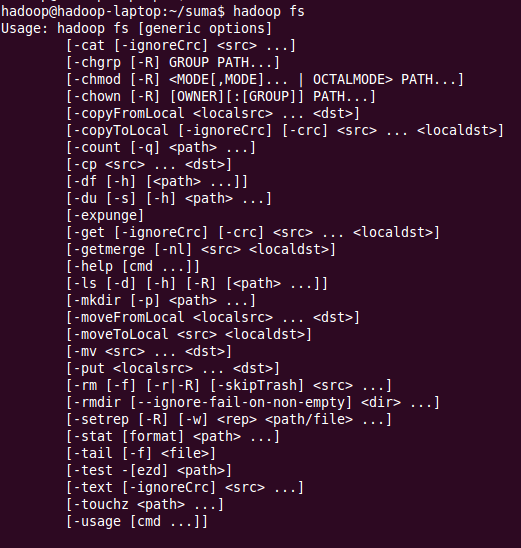 hadoop@hadoop-laptop:~/suma$ hadoop fs
Usage: hadoop fs [generic options]
[-cat [-ignoreCrc] <src> ...]
[-chgrp [-R] GROUP PATH...]
[-chmod [-R] <MODE[,MODE]... | OCTALMODE> PATH...]
[-chown [-R] [OWNER][:[GROUP]] PATH...]
[-copyFromLocal <localsrc> ... <dst>]
[-copyToLocal [-ignoreCrc] [-crc] <src> ... <localdst>]
[-count [-q] <path> ...]
[-cp <src> ... <dst>]
[-df [-h] [<path> ...]]
[-du [-s] [-h] <path> ...]
[-expunge]
[-get [-ignoreCrc] [-crc] <src> ... <localdst>]
[-getmerge [-nl] <src> <localdst>]
[-help [cmd ...]]
[-ls [-d] [-h] [-R] [<path> ...]]
[-mkdir [-p] <path> ...]
[-moveFromLocal <localsrc> ... <dst>]
[-moveToLocal <src> <localdst>]
[-mv <src> ... <dst>]
[-put <localsrc> ... <dst>]
[-rm [-f] [-r|-R] [-skipTrash] <src> ...]
[-rmdir [--ignore-fail-on-non-empty] <dir> ...]
[-setrep [-R] [-w] <rep> <path/file> ...]
[-stat [format] <path> ...]
[-tail [-f] <file>]
[-test -[ezd] <path>]
[-text [-ignoreCrc] <src> ...]
[-touchz <path> ...]
[-usage [cmd ...]]